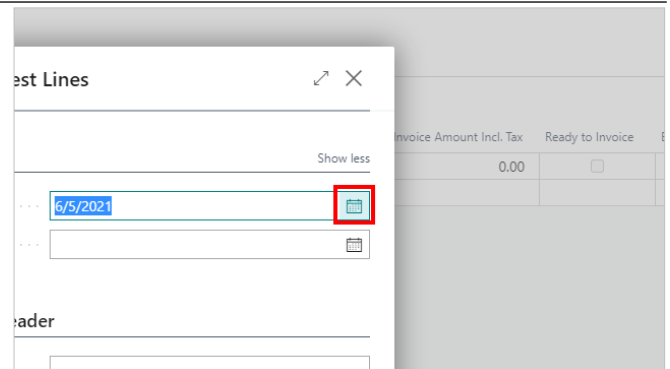 est Lines
Invoice Amount Incl. Tax Ready to Invoice
Show less
0.00
6/5/2021
eader